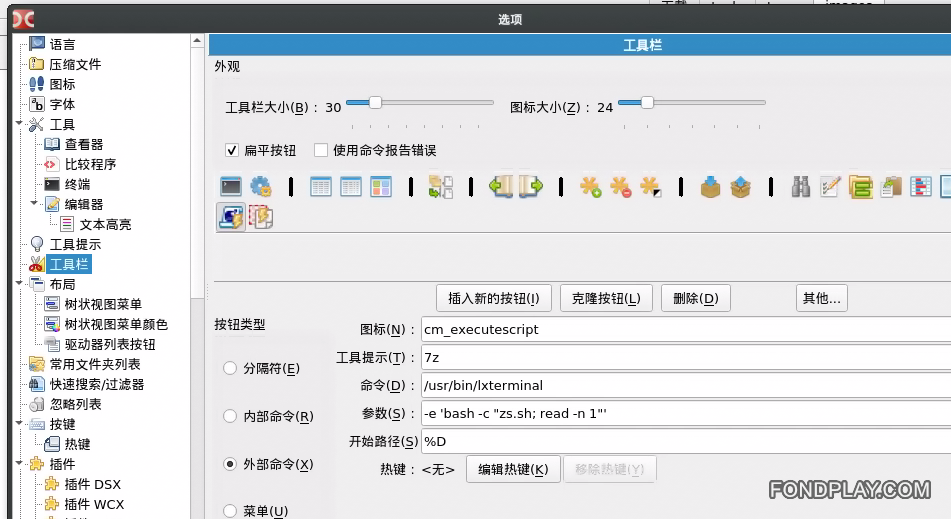 选项
语言
压缩文件
图标
字体
工具
查看器
比较程序
终端
编辑器
文本高亮
工具提示
工具栏
布局
树状视图菜单
树状视图菜单颜色
驱动器列表按钮
常用文件夹列表
快速搜索/过滤器
忽略列表
按键
热键
插件
插件 DSX
插件 WCX
工具栏
外观
工具栏大小(B)： 30 图标大小(Z)： 24
扁平按钮 使用命令报告错误
插入新的按钮(I) 克隆按钮(L) 删除(D) 其他...
按钮类型
分隔符(E)
内部命令(R)
外部命令(X)
菜单(U)
图标(N)： cm_executescript
工具提示(T)： 7z
命令(D)： /usr/bin/lxterminal
参数(S)： -e 'bash -c "zs.sh; read -n 1"'
开始路径(S) %D
热键： <无> 编辑热键(K) 移除热键(Y)
FONDPLAY.COM